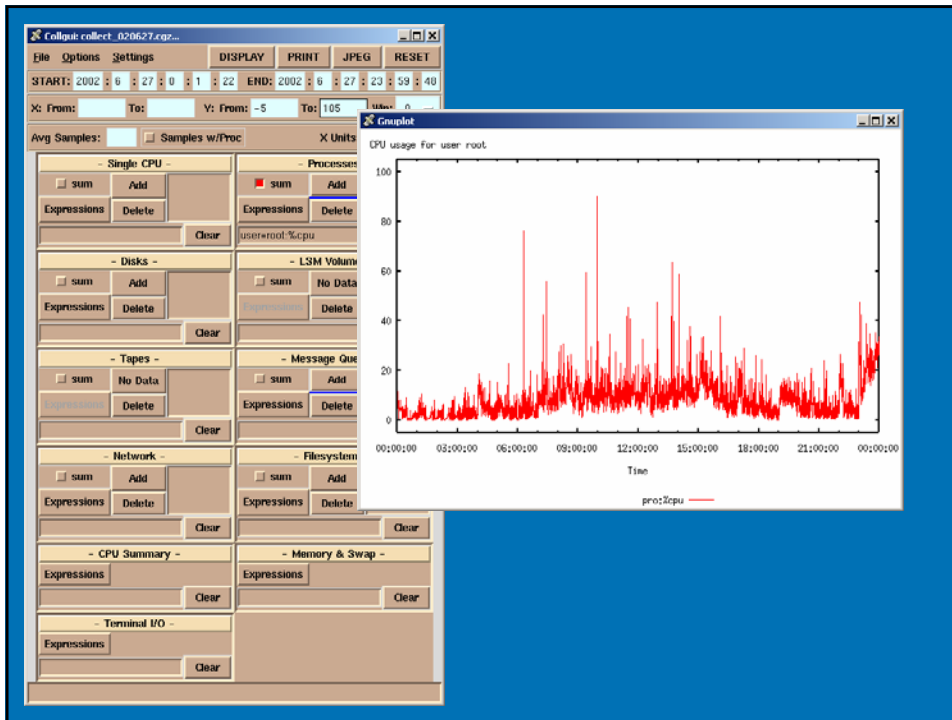 Collgui: collect_020627.cgz...
File Options Settings DISPLAY PRINT JPEG RESET
START: 2002 : 6 : 27 : 0 : 1 : 22 END: 2002 : 6 : 27 : 23 : 59 : 48
X: From: To: Y: From: -5 To: 105
Avg Samples: Samples w/Proc X Units
- Single CPU -
sum Add
Expressions Delete
Clear
- Processes
sum Add
Expressions Delete
user=root:%cpu
- Disks -
sum Add
Expressions Delete
Clear
- LSM Volume
sum No Data
Expressions Delete
- Tapes -
sum No Data
Expressions Delete
Clear
- Message Que
sum Add
Expressions Delete
- Network -
sum Add
Expressions Delete
Clear
- Filesystem
sum Add
Expressions Delete
Clear
- CPU Summary -
Expressions
Clear
- Memory & Swap -
Expressions
Clear
- Terminal I/O -
Expressions
Clear
Gnuplot
CPU usage for user root
100
80
60
40
20
0
00:00:00 03:00:00 06:00:00 09:00:00 12:00:00 15:00:00 18:00:00 21:00:00 00:00:00
Time
pro:%cpu